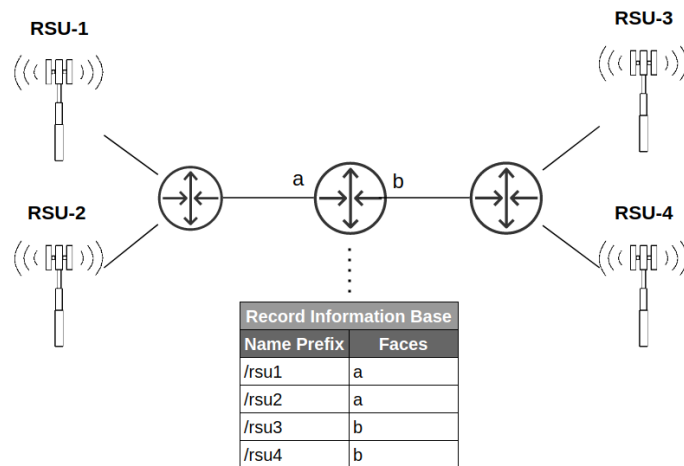 RSU-1
RSU-3
a
b
RSU-2
RSU-4
Record Information Base
Name Prefix Faces
/rsu1 a
/rsu2 a
/rsu3 b
/rsu4 b